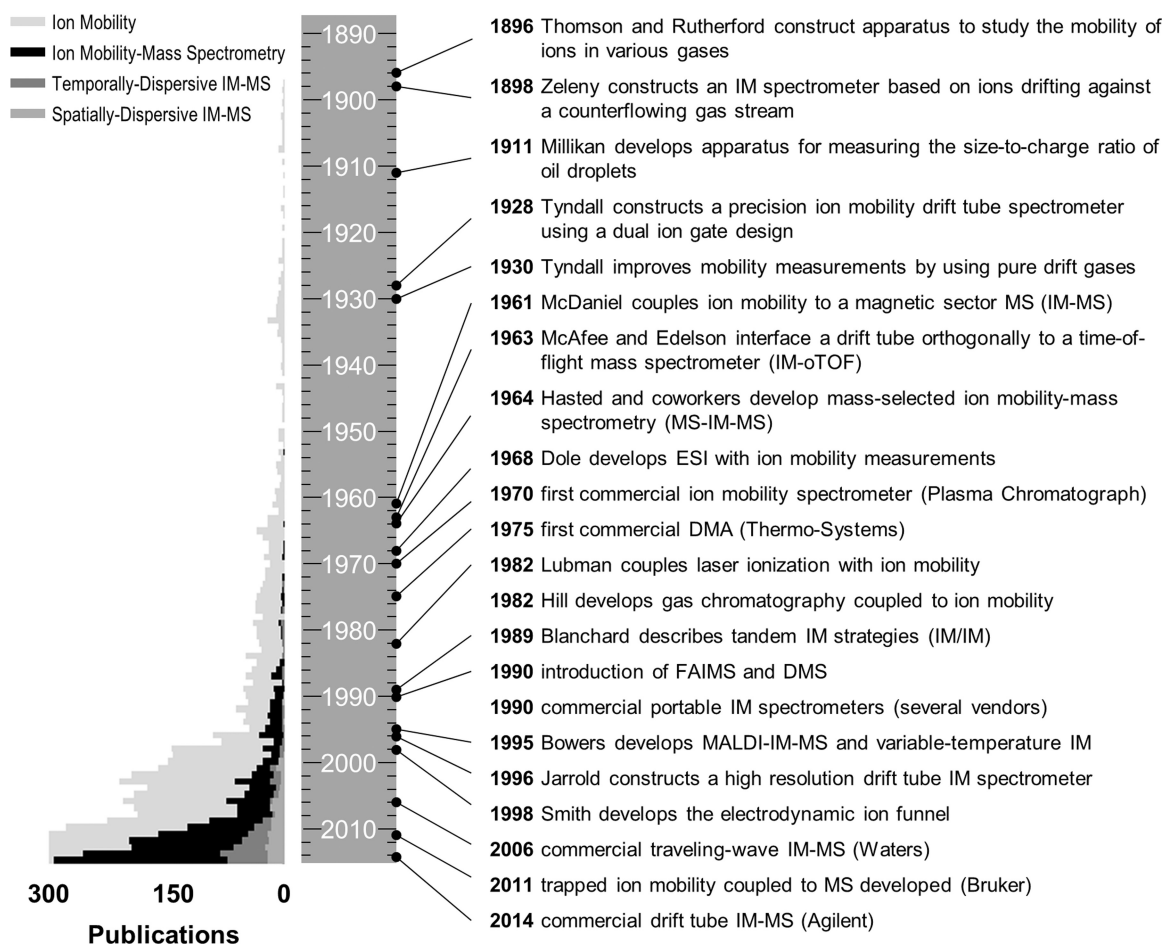 Ion Mobility
Ion Mobility-Mass Spectrometry
Temporally-Dispersive IM-MS
Spatially-Dispersive IM-MS
1890
1900
1910
1920
1930
1940
1950
1960
1970
1980
1990
2000
2010
300 150 0
Publications
1896 Thomson and Rutherford construct apparatus to study the mobility of
ions in various gases
1898 Zeleny constructs an IM spectrometer based on ions drifting against
a counterflowing gas stream
1911 Millikan develops apparatus for measuring the size-to-charge ratio of
oil droplets
1928 Tyndall constructs a precision ion mobility drift tube spectrometer
using a dual ion gate design
1930 Tyndall improves mobility measurements by using pure drift gases
1961 McDaniel couples ion mobility to a magnetic sector MS (IM-MS)
1963 McAfee and Edelson interface a drift tube orthogonally to a time-of-
flight mass spectrometer (IM-oTOF)
1964 Hasted and coworkers develop mass-selected ion mobility-mass
spectrometry (MS-IM-MS)
1968 Dole develops ESI with ion mobility measurements
1970 first commercial ion mobility spectrometer (Plasma Chromatograph)
1975 first commercial DMA (Thermo-Systems)
1982 Lubman couples laser ionization with ion mobility
1982 Hill develops gas chromatography coupled to ion mobility
1989 Blanchard describes tandem IM strategies (IM/IM)
1990 introduction of FAIMS and DMS
1990 commercial portable IM spectrometers (several vendors)
1995 Bowers develops MALDI-IM-MS and variable-temperature IM
1996 Jarrold constructs a high resolution drift tube IM spectrometer
1998 Smith develops the electrodynamic ion funnel
2006 commercial traveling-wave IM-MS (Waters)
2011 trapped ion mobility coupled to MS developed (Bruker)
2014 commercial drift tube IM-MS (Agilent)